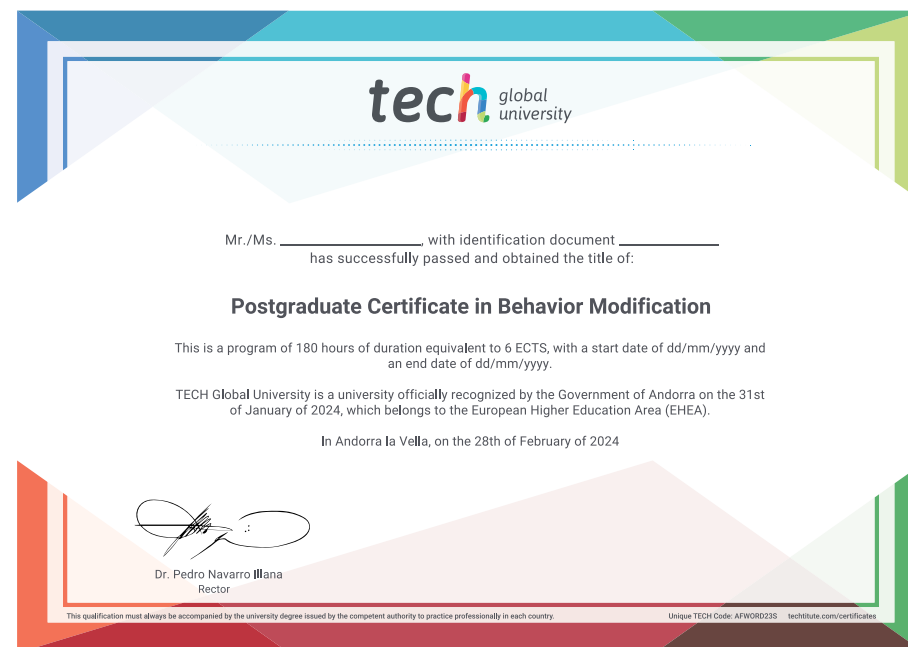 tech global
university
Mr./Ms. ____________, with identification document ____________
has successfully passed and obtained the title of:
Postgraduate Certificate in Behavior Modification
This is a program of 180 hours of duration equivalent to 6 ECTS, with a start date of dd/mm/yyyy and
an end date of dd/mm/yyyy.
TECH Global University is a university officially recognized by the Government of Andorra on the 31st
of January of 2024, which belongs to the European Higher Education Area (EHEA).
In Andorra la Vella, on the 28th of February of 2024
Dr. Pedro Navarro Illana
Rector
This qualification must always be accompanied by the university degree issued by the competent authority to practice professionally in each country. Unique TECH Code: AFWORD23S techtitute.com/certificates